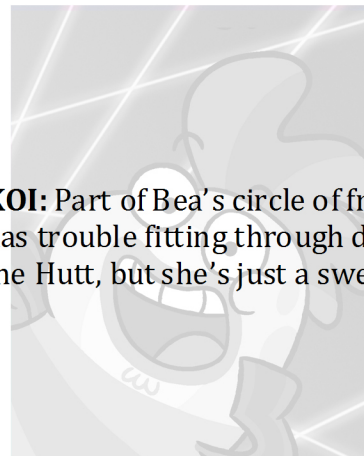 KOI: Part of Bea's circle of fr
as trouble fitting through d
he Hutt, but she's just a swe